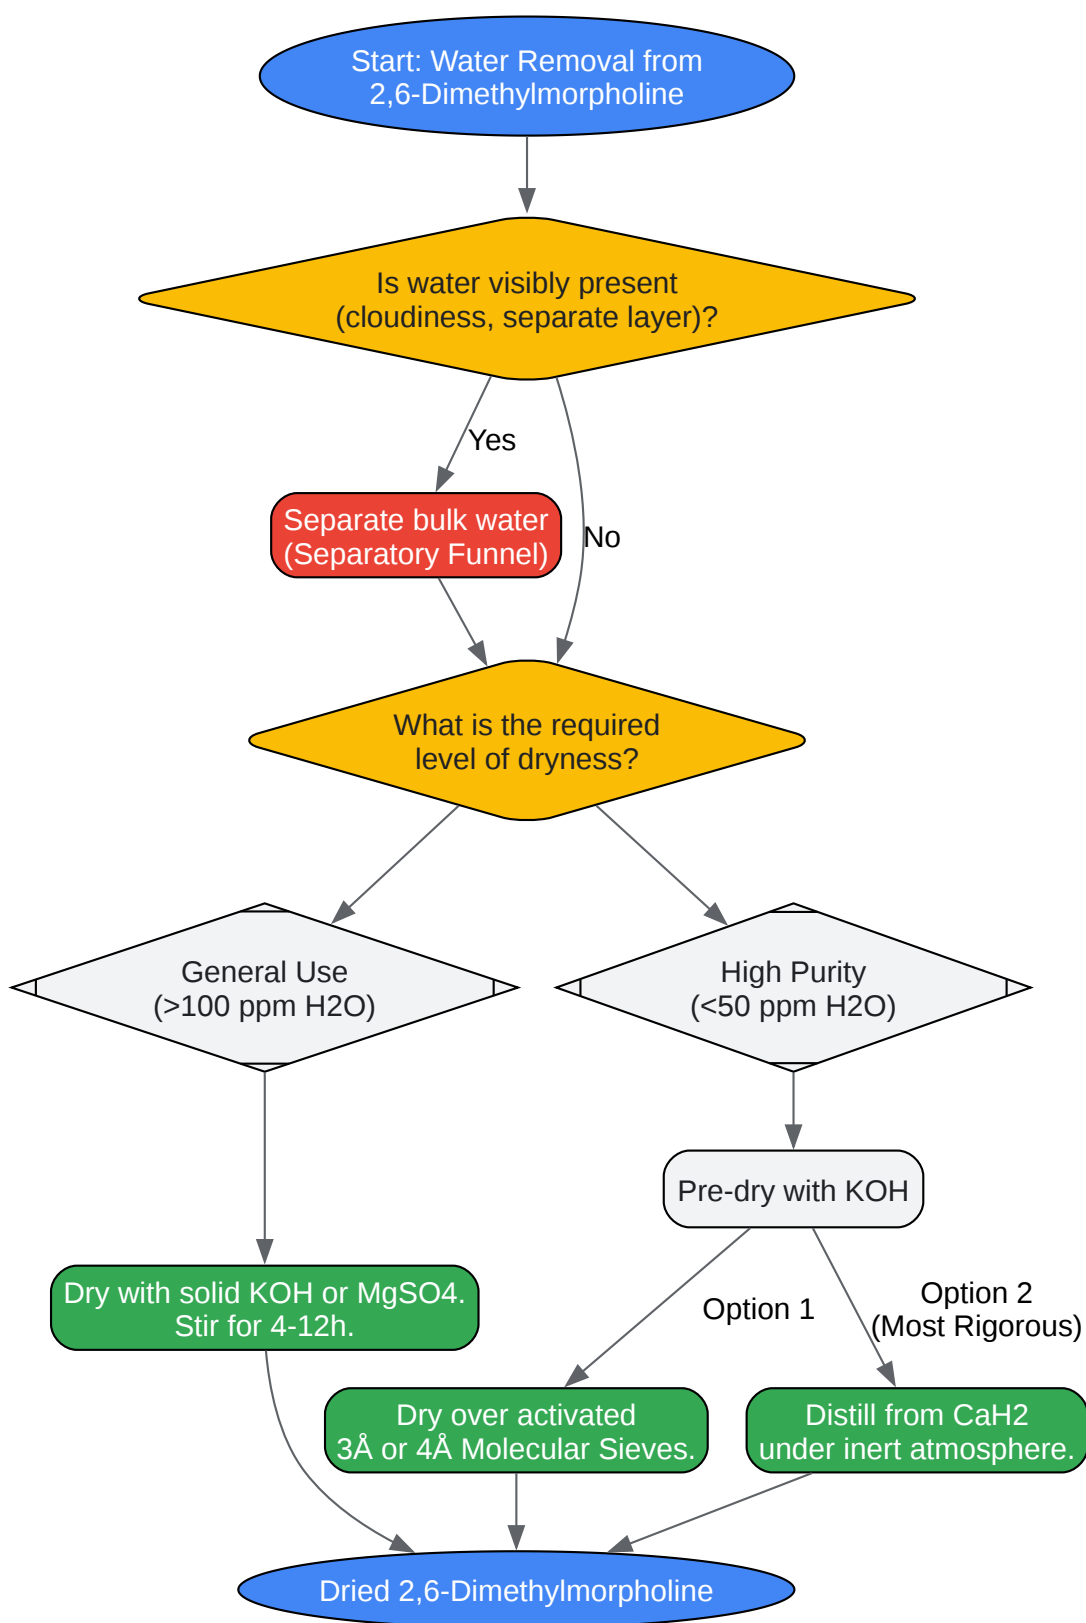 Start: Water Removal from
2,6-Dimethylmorpholine
Is water visibly present
(cloudiness, separate layer)?
Yes
Separate bulk water
(Separatory Funnel)
No
What is the required
level of dryness?
General Use
(>100 ppm H2O)
High Purity
(<50 ppm H2O)
Pre-dry with KOH
Dry with solid KOH or MgSO4.
Stir for 4-12h.
Option 1
Option 2
(Most Rigorous)
Dry over activated
3Å or 4Å Molecular Sieves.
Distill from CaH2
under inert atmosphere.
Dried 2,6-Dimethylmorpholine